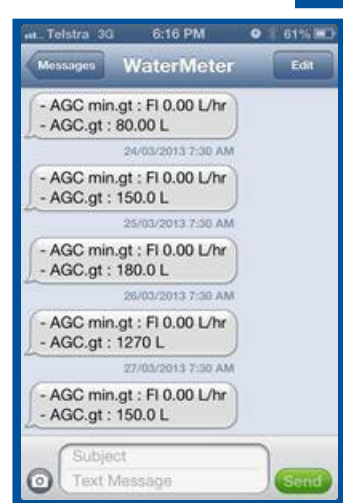 Telstra 3G 6:16 PM 61%
Messages WaterMeter Edit
- AGC min.gt : Fl 0.00 L/hr
- AGC.gt : 80.00 L
24/03/2013 7:30 AM
- AGC min.gt : Fl 0.00 L/hr
- AGC.gt : 150.0 L
25/03/2013 7:30 AM
- AGC min.gt : Fl 0.00 L/hr
- AGC.gt : 180.0 L
26/03/2013 7:30 AM
- AGC min.gt : Fl 0.00 L/hr
- AGC.gt : 1270 L
27/03/2013 7:30 AM
- AGC min.gt : Fl 0.00 L/hr
- AGC.gt : 150.0 L
Subject
Text Message Send